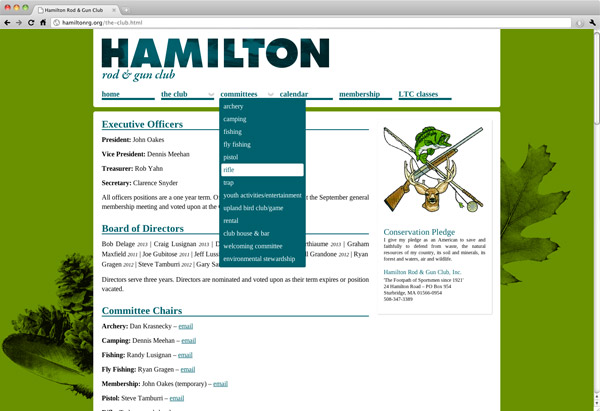 Hamilton Rod & Gun Club
hamiltonrg.org/the-club.html
HAMILTON
rod & gun club
home the club committees calendar membership LTC classes
archery
camping
fishing
fly fishing
pistol
rifle
trap
youth activities/entertainment
upland bird club/game
rental
club house & bar
welcoming committee
environmental stewardship
Executive Officers
President: John Oakes
Vice President: Dennis Meehan
Treasurer: Rob Yahn
Secretary: Clarence Snyder
All officers positions are a one year term. O t the September general
membership meeting and voted upon at the
Board of Directors
Bob Delage 2013 | Craig Lusignan 2013 | D erthiaume 2013 | Graham
Maxfield 2011 | Joe Gubitose 2011 | Jeff Lus l Grandone 2012 | Ryan
Gragen 2012 | Steve Tamburri 2012 | Gary Sa
Directors serve three years. Directors are nominated and voted upon as their term expires or position
vacated.
Committee Chairs
Archery: Dan Krasnecky – email
Camping: Dennis Meehan – email
Fishing: Randy Lusignan – email
Fly Fishing: Ryan Gragen – email
Membership: John Oakes (temporary) – email
Pistol: Steve Tamburri – email
Conservation Pledge
I give my pledge as an American to save and
faithfully to defend from waste, the natural
resources of my country, its soil and minerals, its
forest and waters, air and wildlife.
Hamilton Rod & Gun Club, Inc.
'The Footpath of Sportsmen since 1921'
24 Hamilton Road – PO Box 954
Sturbridge, MA 01566-0954
508-347-3389